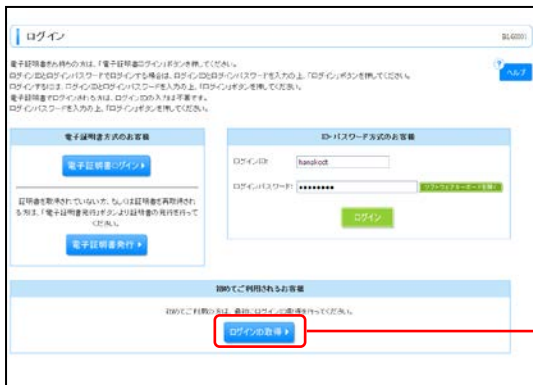 ログイン
BLGI001
電子証明書をお持ちの方は、「電子証明書ログイン」ボタンを押してください。
ログインIDとログインパスワードでログインする場合は、ログインIDとログインパスワードを入力の上、「ログイン」ボタンを押してください。
ログインするには、ログインIDとログインパスワードを入力の上、「ログイン」ボタンを押してください。
電子証明書でログインされる方は、ログインIDの入力は不要です。
ログインパスワードを入力の上、「ログイン」ボタンを押してください。
ヘルプ
電子証明書方式のお客様
電子証明書ログイン
証明書を取得されていない方、もしくは証明書を再取得され
る方は、「電子証明書発行」ボタンより証明書の発行を行って
ください。
電子証明書発行
ID・パスワード方式のお客様
ログインID:
hanakodt
ログインパスワード:
ソフトウェアキーボードを開く
ログイン
初めてご利用されるお客様
初めてご利用の方は、最初にログインIDの取得を行ってください。
ログインIDの取得